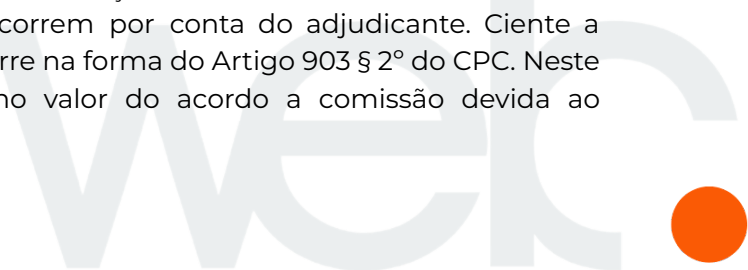 correm por conta do adjudicante. Ciente a
rre na forma do Artigo 903 § 2º do CPC. Neste
no valor do acordo a comissão devida ao
web.